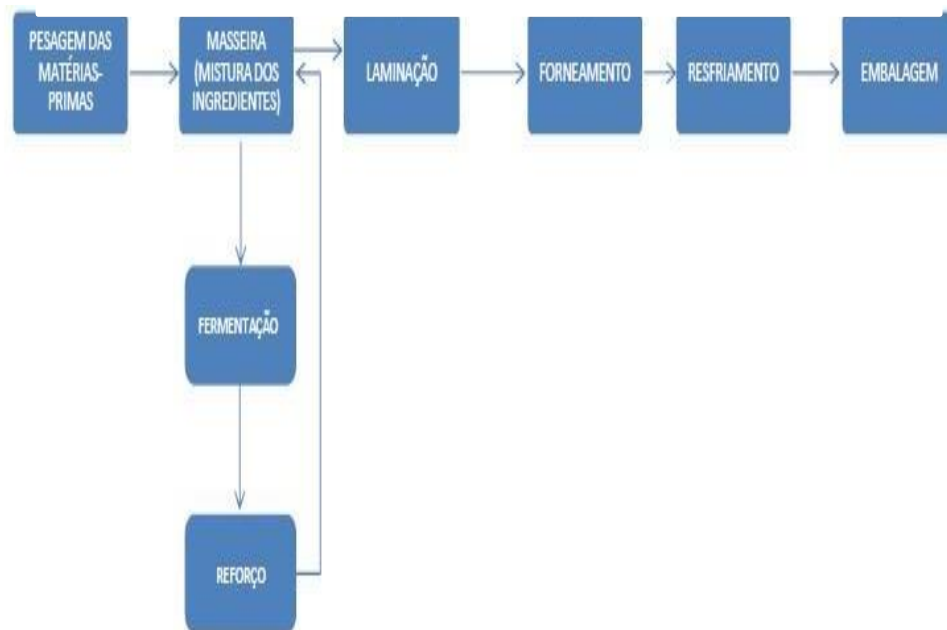 PESAGEM DAS
MATÉRIAS-
PRIMAS
MASSEIRA
(MISTURA DOS
INGREDIENTES)
LAMINAÇÃO
FORNEAMENTO
RESFRIAMENTO
EMBALAGEM
FERMENTAÇÃO
REFORÇO